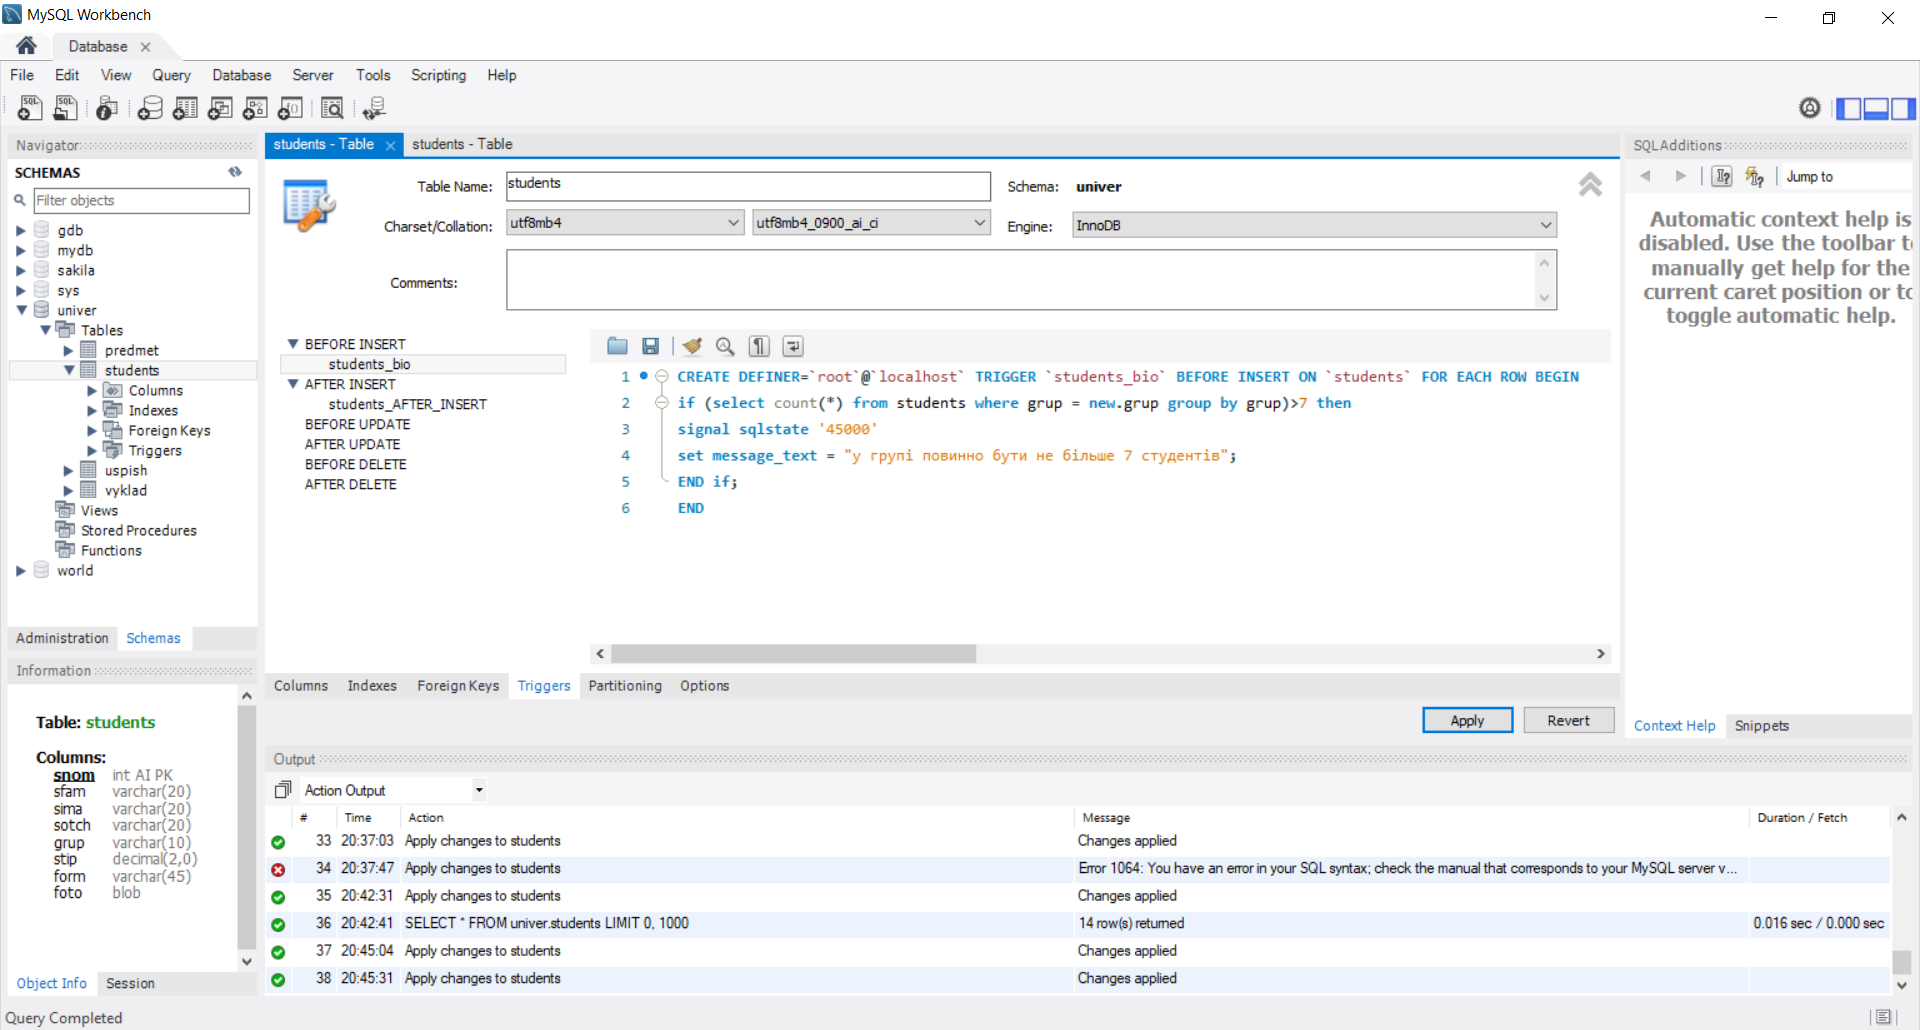 MySQL Workbench
Database
File Edit View Query Database Server Tools Scripting Help
Navigator
SCHEMAS
Filter objects
gdb
mydb
sakila
sys
univer
Tables
predmet
students
Columns
Indexes
Foreign Keys
Triggers
uspish
vyklad
Views
Stored Procedures
Functions
world
Administration Schemas
Information
Table: students
Columns:
snom int AI PK
sfam varchar(20)
sima varchar(20)
sotch varchar(20)
grup varchar(10)
stip decimal(2,0)
form varchar(45)
foto blob
Object Info Session
students - Table students - Table
Table Name: students Schema: univer
Charset/Collation: utf8mb4 utf8mb4_0900_ai_ci Engine: InnoDB
Comments:
BEFORE INSERT
students_bio
AFTER INSERT
students_AFTER_INSERT
BEFORE UPDATE
AFTER UPDATE
BEFORE DELETE
AFTER DELETE
1 CREATE DEFINER=`root`@`localhost` TRIGGER `students_bio` BEFORE INSERT ON `students` FOR EACH ROW BEGIN
2 if (select count(*) from students where grup = new.grup group by grup)>7 then
3 signal sqlstate '45000'
4 set message_text = "у групі повинно бути не більше 7 студентів";
5 END if;
6 END
Columns Indexes Foreign Keys Triggers Partitioning Options
Apply Revert
SQLAdditions
Jump to
Automatic context help is
disabled. Use the toolbar
manually get help for the
current caret position or
toggle automatic help.
Context Help Snippets
Output
Action Output
# Time Action Message Duration / Fetch
33 20:37:03 Apply changes to students Changes applied
34 20:37:47 Apply changes to students Error 1064: You have an error in your SQL syntax; check the manual that corresponds to your MySQL server v...
35 20:42:31 Apply changes to students Changes applied
36 20:42:41 SELECT * FROM univer.students LIMIT 0, 1000 14 row(s) returned 0.016 sec / 0.000 sec
37 20:45:04 Apply changes to students Changes applied
38 20:45:31 Apply changes to students Changes applied
Query Completed